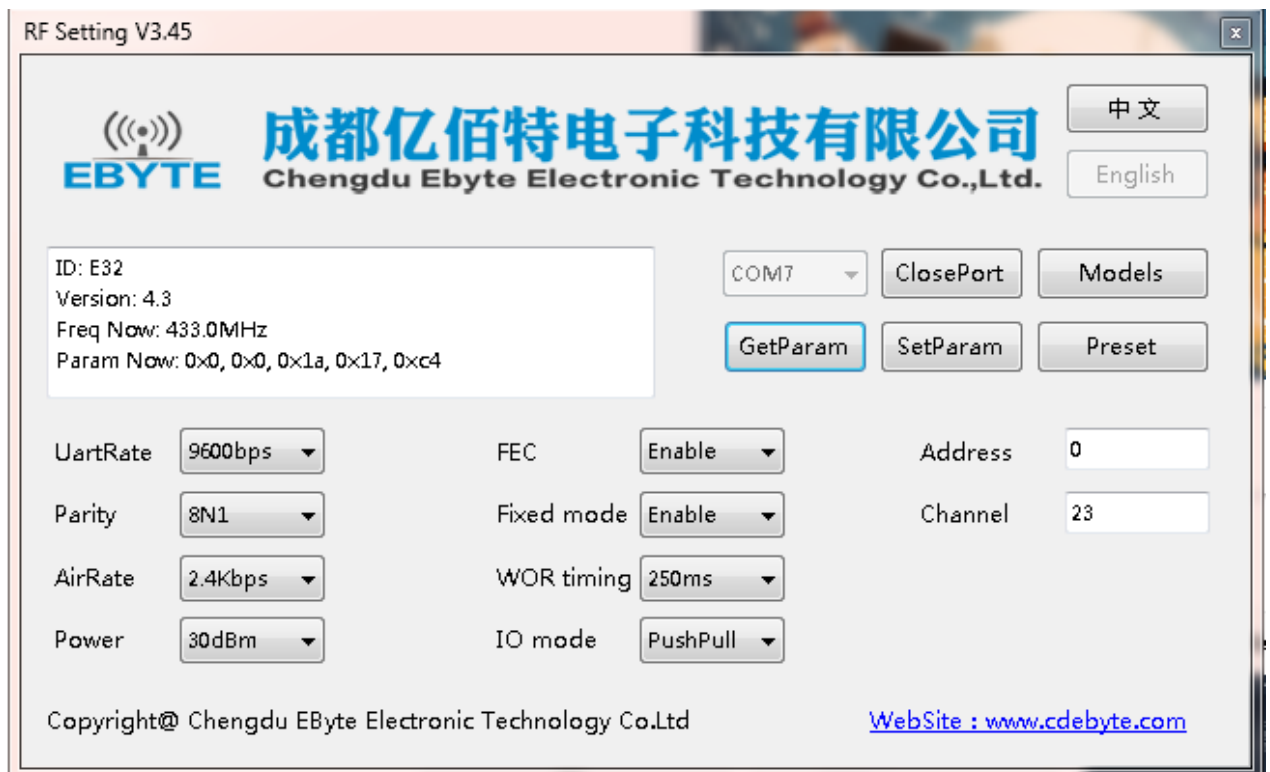 RF Setting V3.45
x
EBYTE
成都亿佰特电子科技有限公司
Chengdu Ebyte Electronic Technology Co.,Ltd.
中文
English
ID: E32
Version: 4.3
Freq Now: 433.0MHz
Param Now: 0x0, 0x0, 0x1a, 0x17, 0xc4
COM7 ClosePort Models
GetParam SetParam Preset
UartRate 9600bps FEC Enable Address 0
Parity 8N1 Fixed mode Enable Channel 23
AirRate 2.4Kbps WOR timing 250ms
Power 30dBm IO mode PushPull
Copyright@ Chengdu EByte Electronic Technology Co.Ltd WebSite : www.cdebyte.com